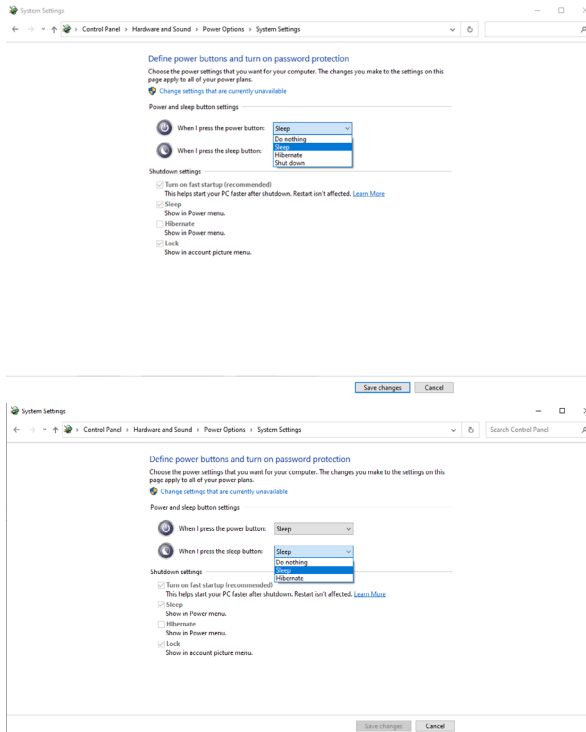 System Settings
Control Panel > Hardware and Sound > Power Options > System Settings
Define power buttons and turn on password protection
Choose the power settings that you want for your computer. The changes you make to the settings on this
page apply to all of your power plans.
Change settings that are currently unavailable
Power and sleep button settings
When I press the power button: Sleep
Do nothing
Sleep
When I press the sleep button:
Hibernate
Shut down
Shutdown settings
Turn on fast startup (recommended)
This helps start your PC faster after shutdown. Restart isn't affected. Learn More
Sleep
Show in Power menu.
Hibernate
Show in Power menu.
Lock
Show in account picture menu.
Save changes Cancel
System Settings
Control Panel > Hardware and Sound > Power Options > System Settings Search Control Panel
Define power buttons and turn on password protection
Choose the power settings that you want for your computer. The changes you make to the settings on this
page apply to all of your power plans.
Change settings that are currently unavailable
Power and sleep button settings
When I press the power button: Sleep
When I press the sleep button: Sleep
Do nothing
Sleep
Hibernate
Shutdown settings
Turn on fast startup (recommended)
This helps start your PC faster after shutdown. Restart isn't affected. Learn More
Sleep
Show in Power menu.
Hibernate
Show in Power menu.
Lock
Show in account picture menu.
Save changes Cancel